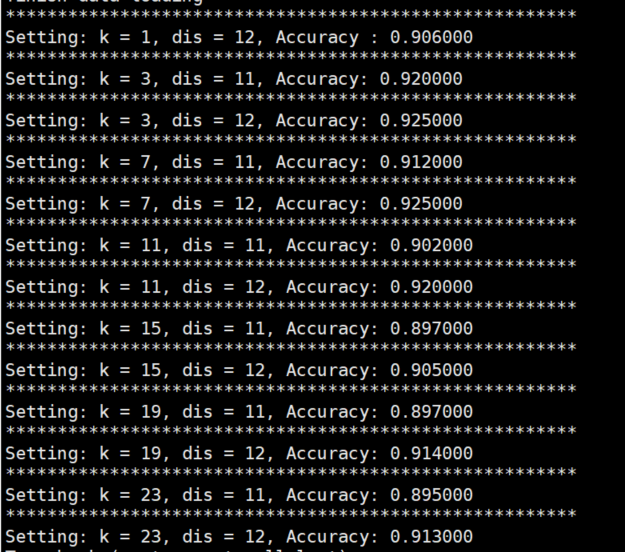 ************************************************************
Setting: k = 1, dis = 12, Accuracy : 0.906000
************************************************************
Setting: k = 3, dis = 11, Accuracy: 0.920000
************************************************************
Setting: k = 3, dis = 12, Accuracy: 0.925000
************************************************************
Setting: k = 7, dis = 11, Accuracy: 0.912000
************************************************************
Setting: k = 7, dis = 12, Accuracy: 0.925000
************************************************************
Setting: k = 11, dis = 11, Accuracy: 0.902000
************************************************************
Setting: k = 11, dis = 12, Accuracy: 0.920000
************************************************************
Setting: k = 15, dis = 11, Accuracy: 0.897000
************************************************************
Setting: k = 15, dis = 12, Accuracy: 0.905000
************************************************************
Setting: k = 19, dis = 11, Accuracy: 0.897000
************************************************************
Setting: k = 19, dis = 12, Accuracy: 0.914000
************************************************************
Setting: k = 23, dis = 11, Accuracy: 0.895000
************************************************************
Setting: k = 23, dis = 12, Accuracy: 0.913000